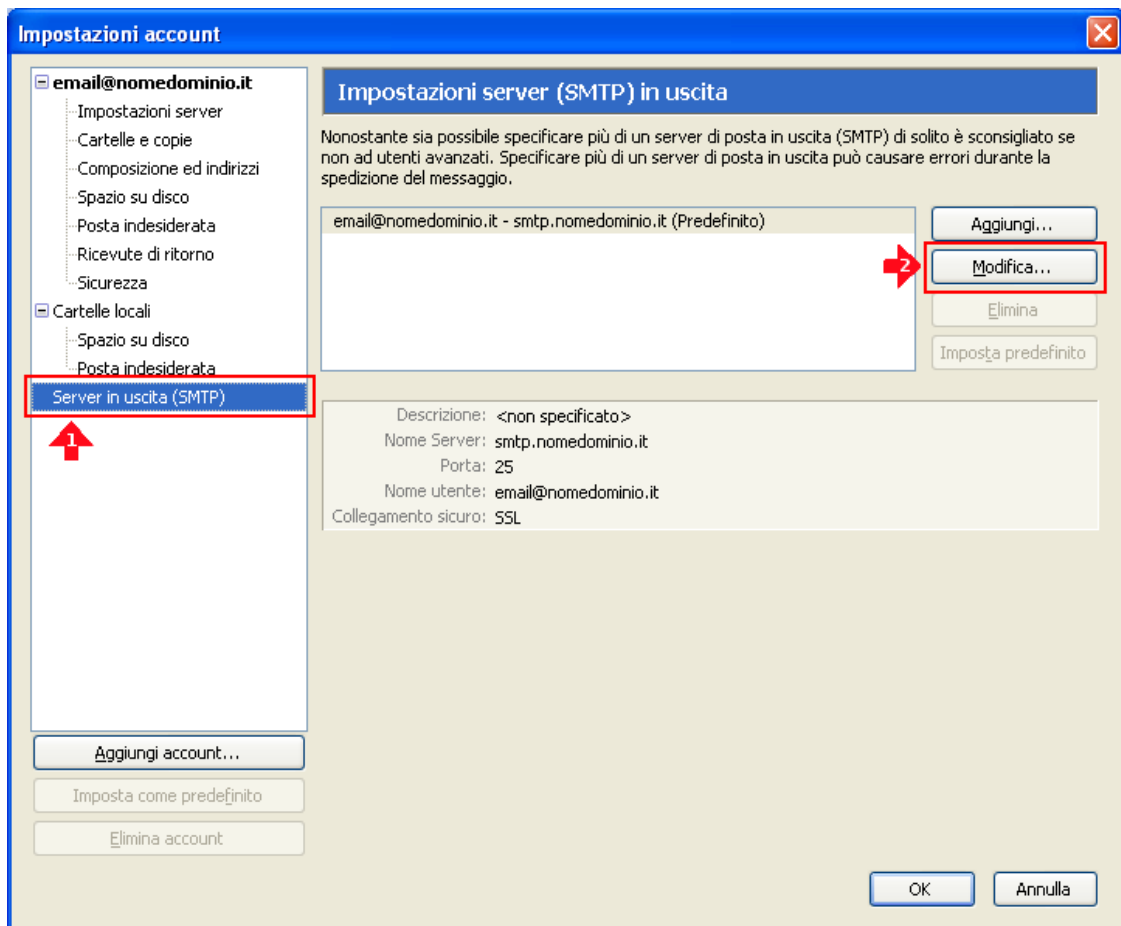 Impostazioni account
email@nomedominio.it
Impostazioni server
Cartelle e copie
Composizione ed indirizzi
Spazio su disco
Posta indesiderata
Ricevute di ritorno
Sicurezza
Cartelle locali
Spazio su disco
Posta indesiderata
Server in uscita (SMTP)
1
Aggiungi account...
Imposta come predefinito
Elimina account
Impostazioni server (SMTP) in uscita
Nonostante sia possibile specificare più di un server di posta in uscita (SMTP) di solito è sconsigliato se
non ad utenti avanzati. Specificare più di un server di posta in uscita può causare errori durante la
spedizione del messaggio.
email@nomedominio.it - smtp.nomedominio.it (Predefinito)
Aggiungi...
2
Modifica...
Elimina
Imposta predefinito
Descrizione: <non specificato>
Nome Server: smtp.nomedominio.it
Porta: 25
Nome utente: email@nomedominio.it
Collegamento sicuro: SSL
OK
Annulla